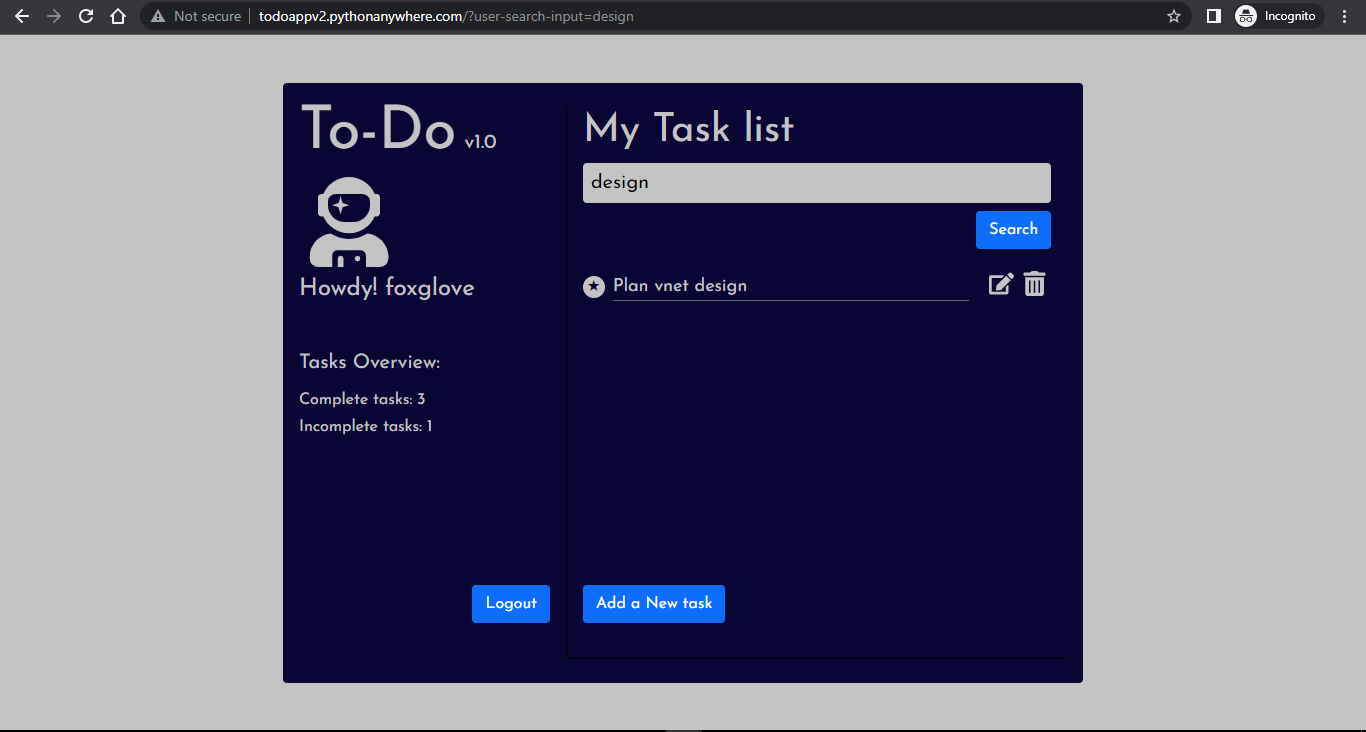 Not secure
todoappv2.pythonanywhere.com/?user-search-input=design
Incognito
To-Do v1.0
Howdy! foxglove
Tasks Overview:
Complete tasks: 3
Incomplete tasks: 1
Logout
My Task list
design
Search
Plan vnet design
Add a New task